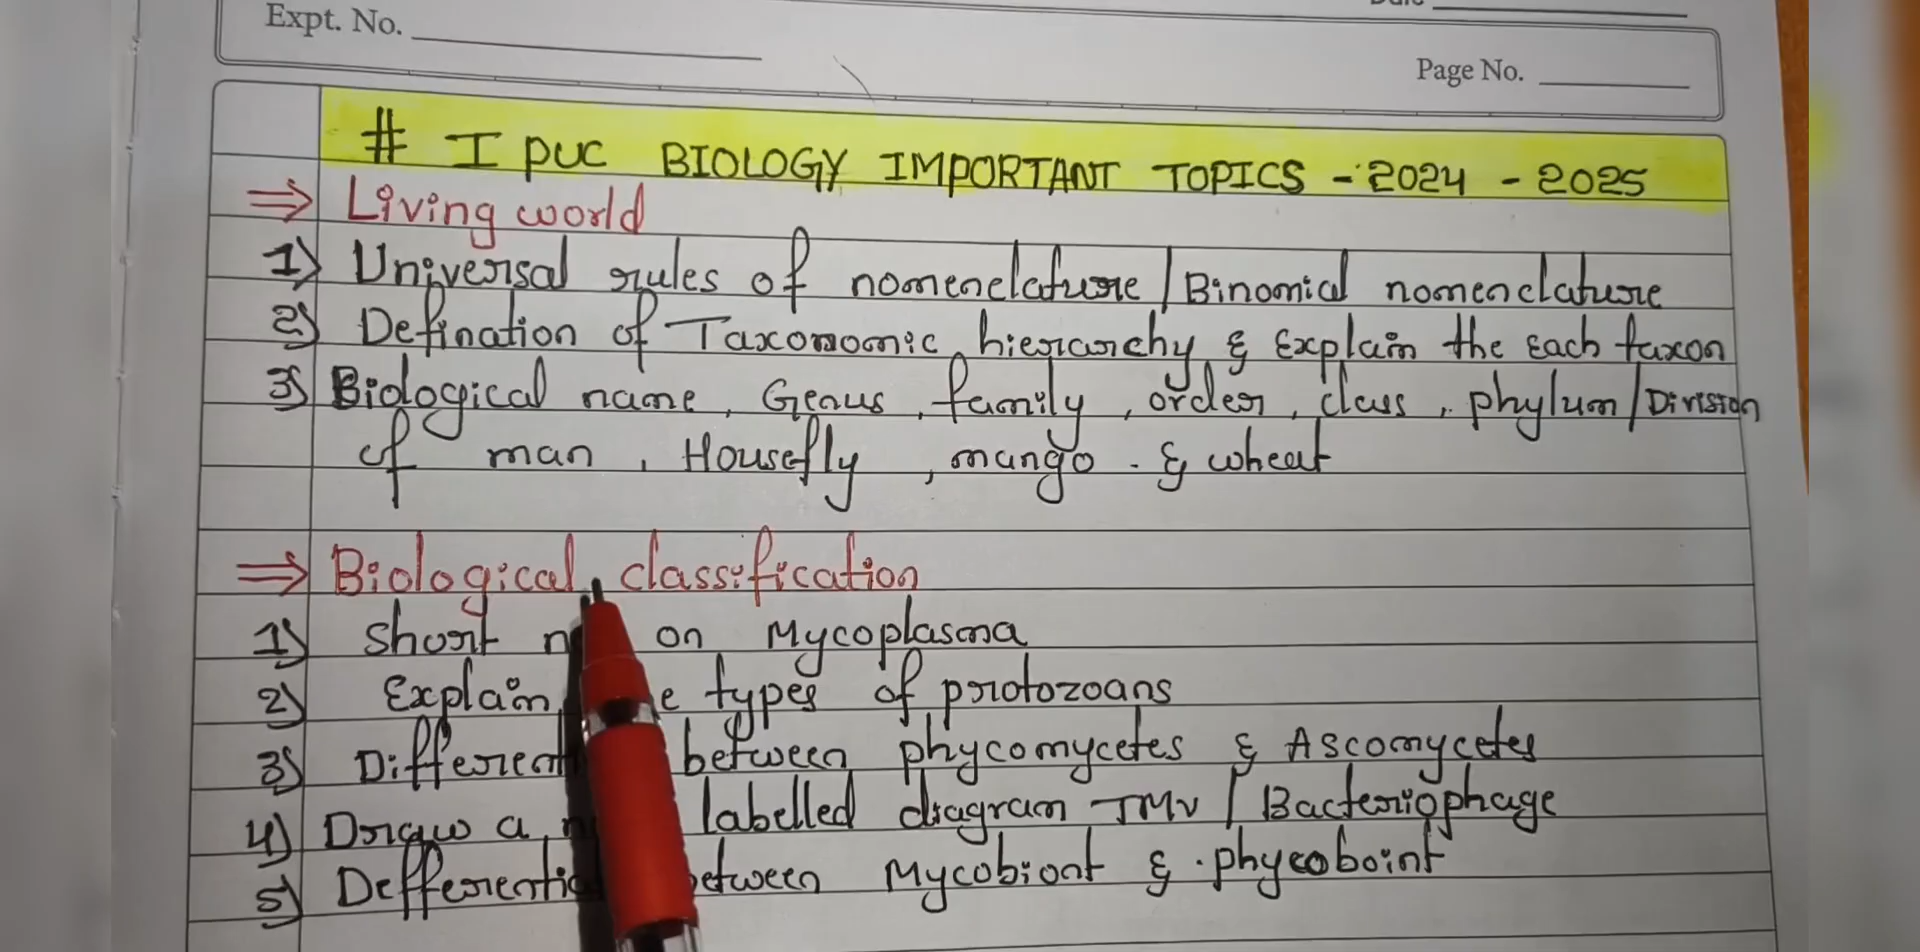 Expt. No.
Page No.
# I PUC BIOLOGY IMPORTANT TOPICS - 2024 - 2025
⇒ Living world
1) Universal rules of nomenclature / Binomial nomenclature
2) Defination of Taxonomic hierarchy & Explain the Each taxon
3) Biological name, Genus, family, order, class, phylum / Division
of man, Housefly, mango. & wheat
⇒ Biological classification
1) Short on Mycoplasma
2) Explain types of protozoans
3) between phycomycetes & Ascomycetes
4) Draw a labelled diagram TMV / Bacteriophage
5) between Mycobiont & phycoboint